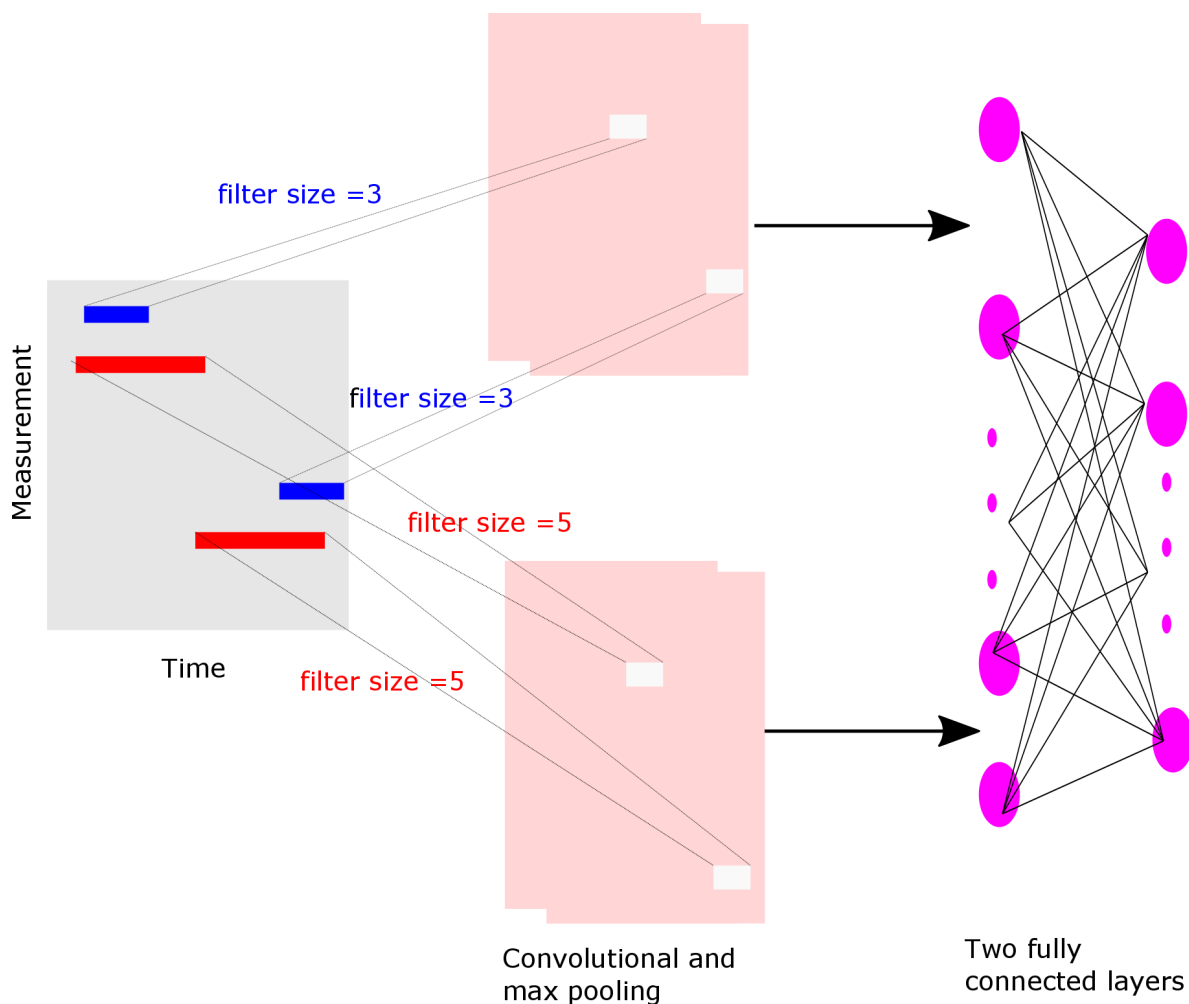 filter size =3
Measurement
filter size =3
filter size =5
Time
filter size =5
Convolutional and
max pooling
Two fully
connected layers